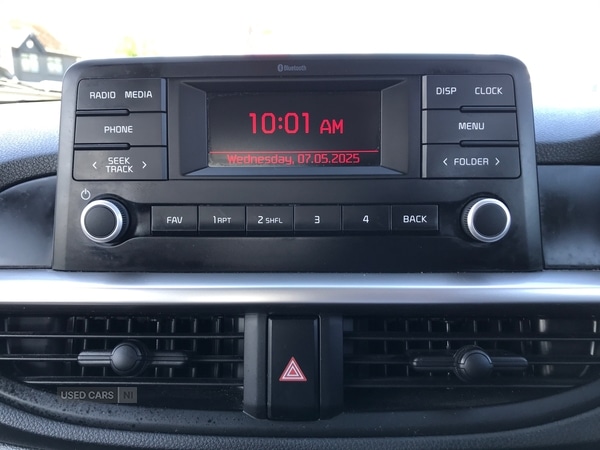 Bluetooth
RADIO MEDIA
DISP CLOCK
PHONE
10:01 AM
MENU
SEEK
TRACK
Wednesday, 07.05.2025
FOLDER
FAV 1 RPT 2 SHFL 3 4 BACK
USED CARS NI